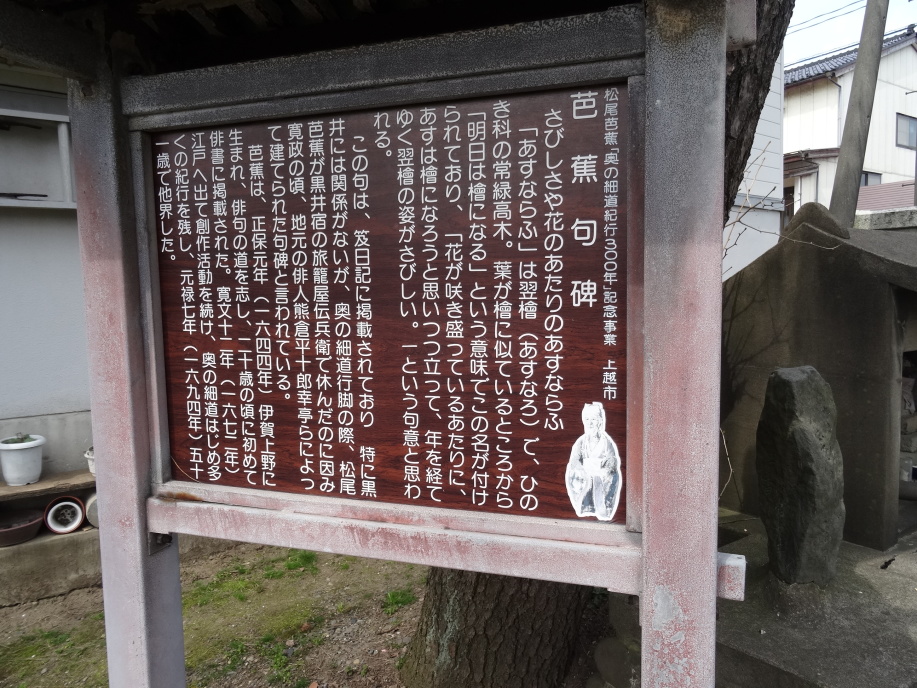 松尾芭蕉「奥の細道紀行300年」記念事業 上越市
芭蕉句碑
さびしさや花のあたりのあすならふ
「あすならふ」は翌檜(あすなろ)で、ひの
き科の常緑高木。葉が檜に似ているところから
「明日は檜になる」という意味でこの名が付け
られており、「花が咲き盛っているあたりに、
あすは檜になろうと思いつつ立って、年を経て
ゆく翌檜の姿がさびしい。」という句意と思わ
れる。
この句は、笈日記に掲載されており 特に黒
井には関係がないが、奥の細道行脚の際、松尾
芭蕉が黒井宿の旅籠屋伝兵衛で休んだのに因み
寛政の頃、地元の俳人熊倉平十郎幸亭らによっ
て建てられた句碑と言われている。
芭蕉は、正保元年(一六四四年)伊賀上野に
生まれ、俳句の道を志し、二十歳の頃に初めて
俳書に掲載された。寛文十二年(一六七二年)
江戸へ出て創作活動を続け、奥の細道はじめ多
くの紀行を残し、元禄七年(一六九四年)五十
一歳で他界した。